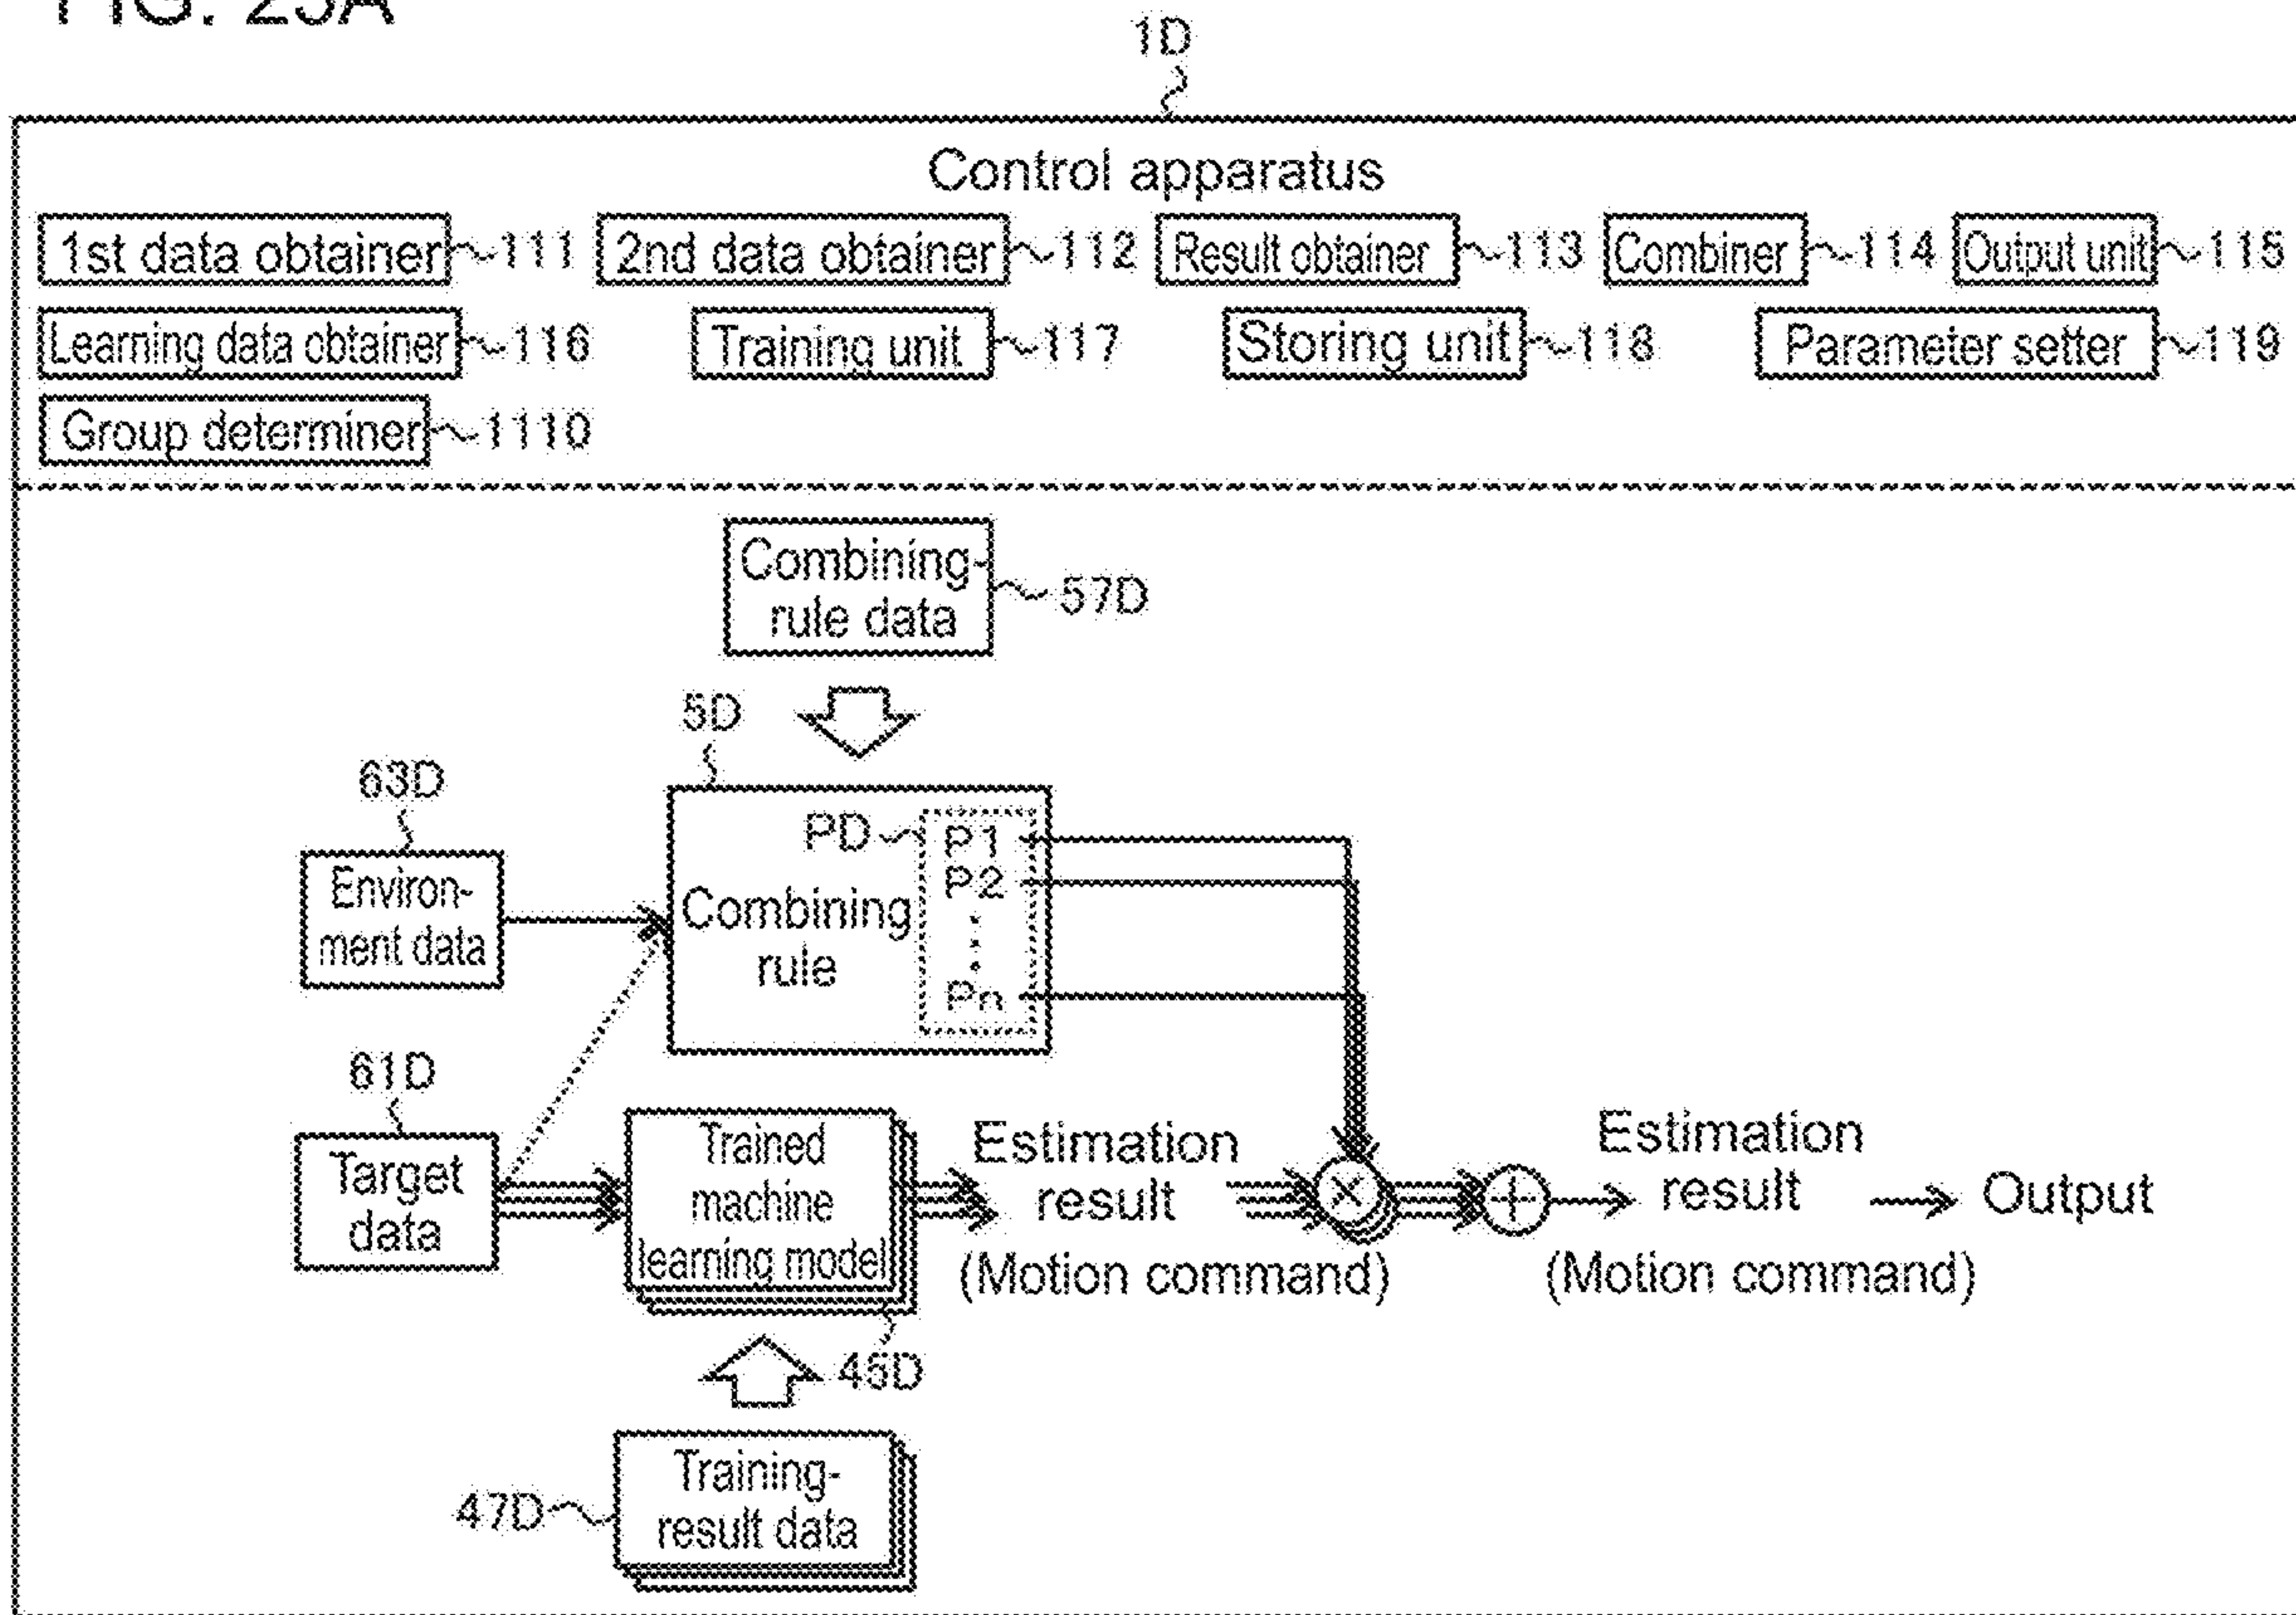 FIG. 25A
1D
Control apparatus
1st data obtainer 111 2nd data obtainer 112 Result obtainer 113 Combiner 114 Output unit 115
Learning data obtainer 116 Training unit 117 Storing unit 118 Parameter setter 119
Group determiner 1110
Combining-
rule data
57D
5D
63D
PD
P1
P2
Pn
Environ-
ment data
Combining
rule
61D
Target
data
Trained
machine
learning model
Estimation
result
(Motion command)
×
+
Estimation
result
(Motion command)
Output
45D
47D
Training-
result data